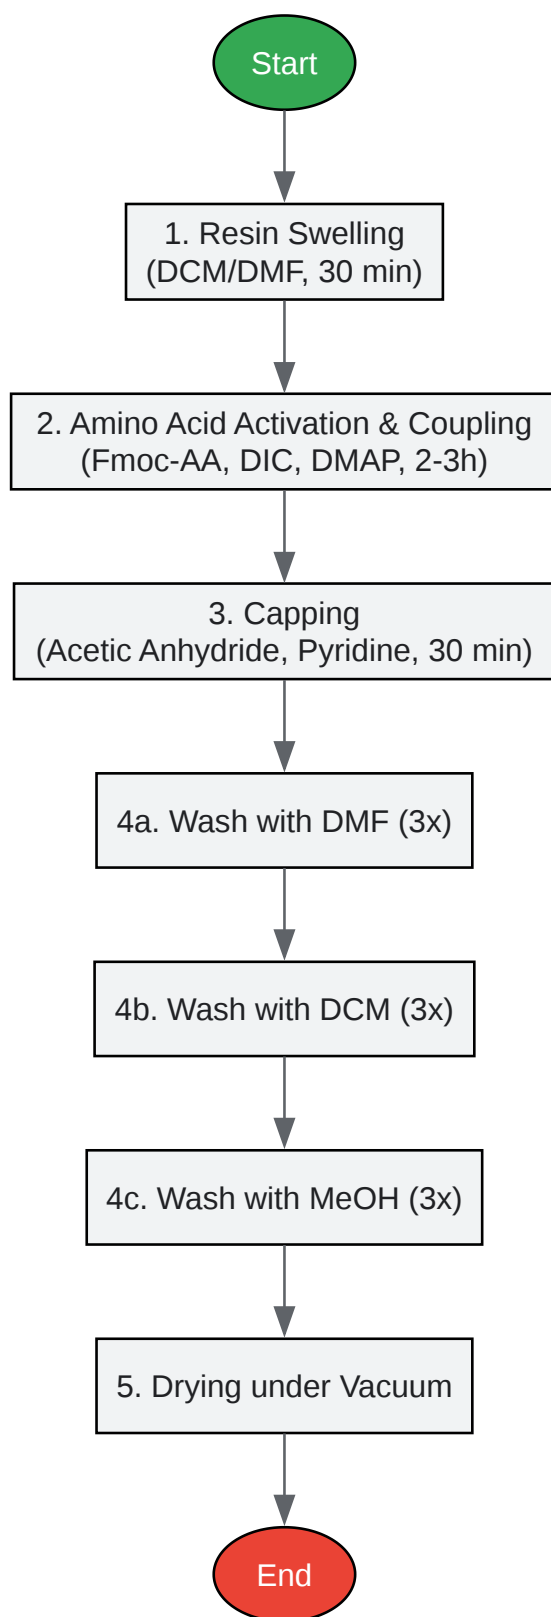 Start
1. Resin Swelling
(DCM/DMF, 30 min)
2. Amino Acid Activation & Coupling
(Fmoc-AA, DIC, DMAP, 2-3h)
3. Capping
(Acetic Anhydride, Pyridine, 30 min)
4a. Wash with DMF (3x)
4b. Wash with DCM (3x)
4c. Wash with MeOH (3x)
5. Drying under Vacuum
End